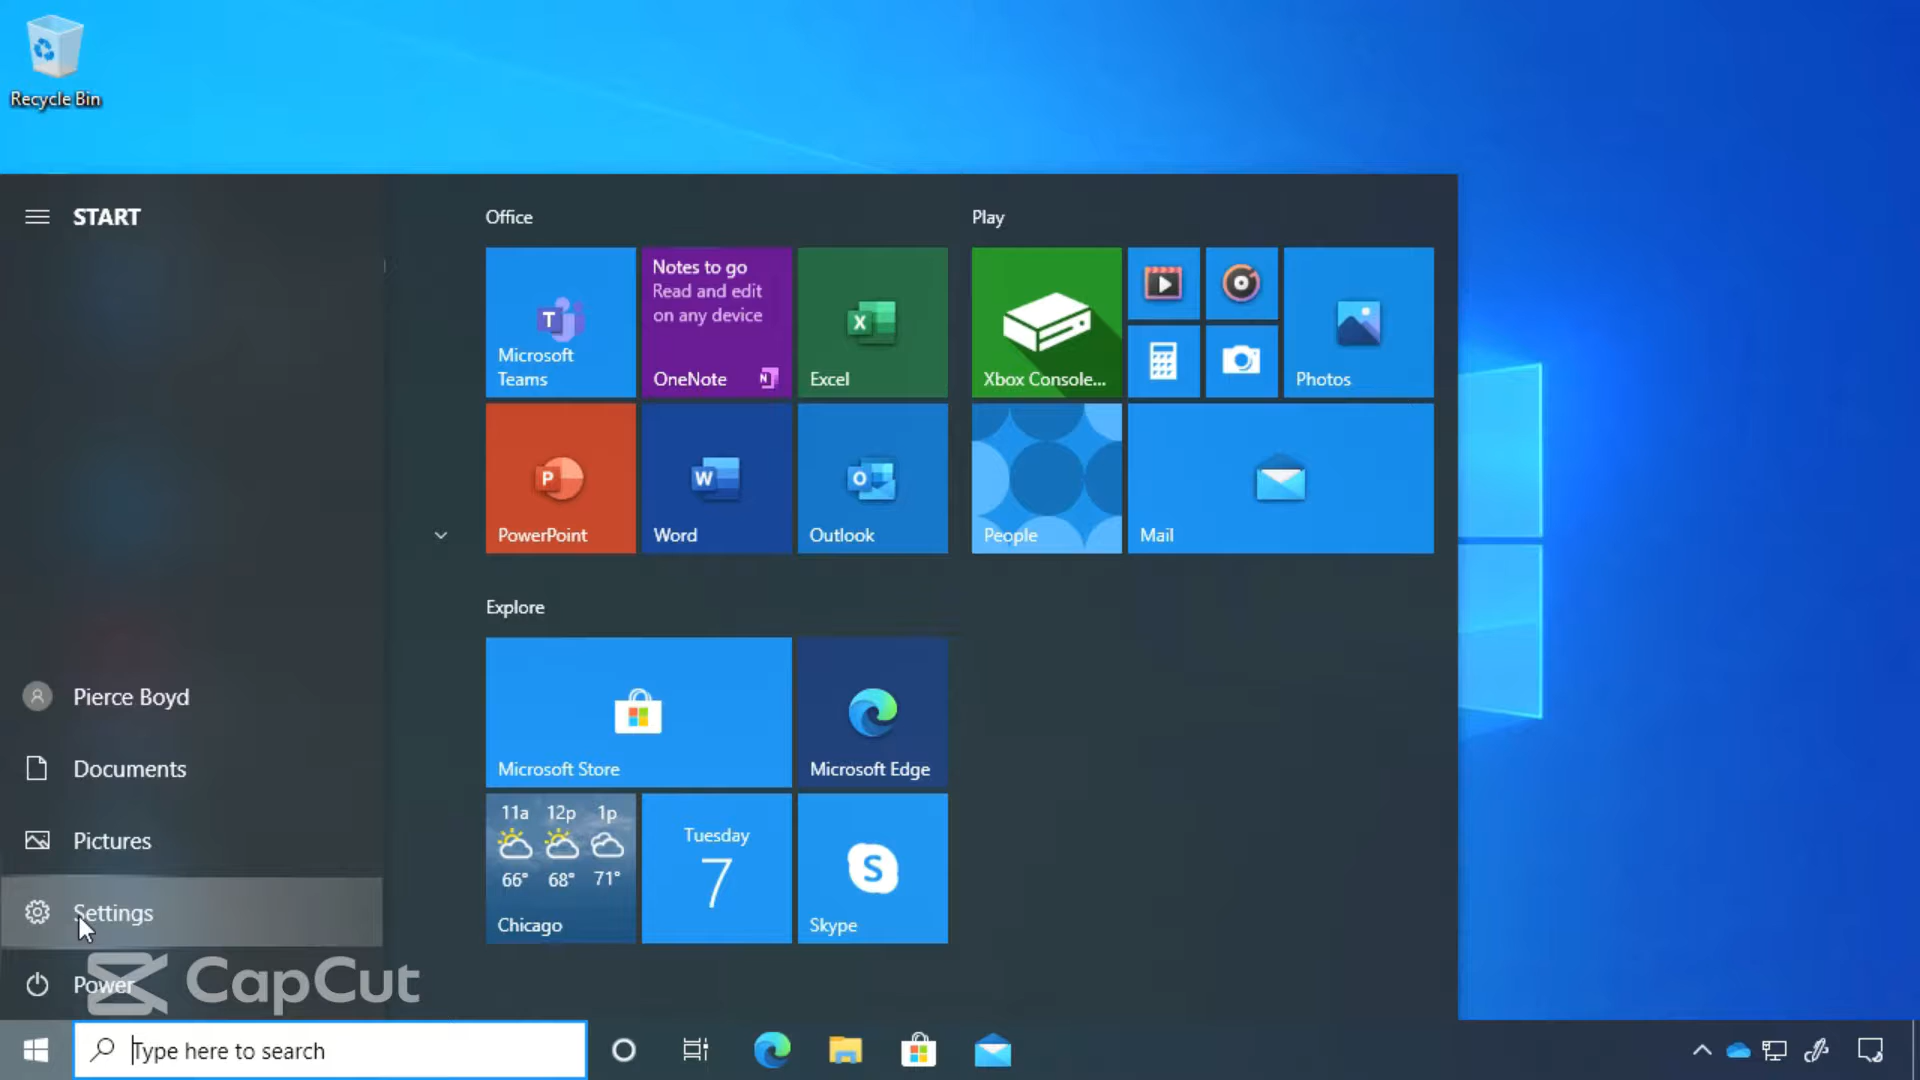 Recycle Bin
START
Office
Play
Notes to go
Read and edit
on any device
Microsoft
Teams
OneNote
Excel
Xbox Console...
Photos
PowerPoint
Word
Outlook
People
Mail
Explore
Pierce Boyd
Microsoft Store
Microsoft Edge
Documents
11a 12p 1p
66° 68° 71°
Chicago
Tuesday
7
Skype
Pictures
Settings
Power
CapCut
Type here to search